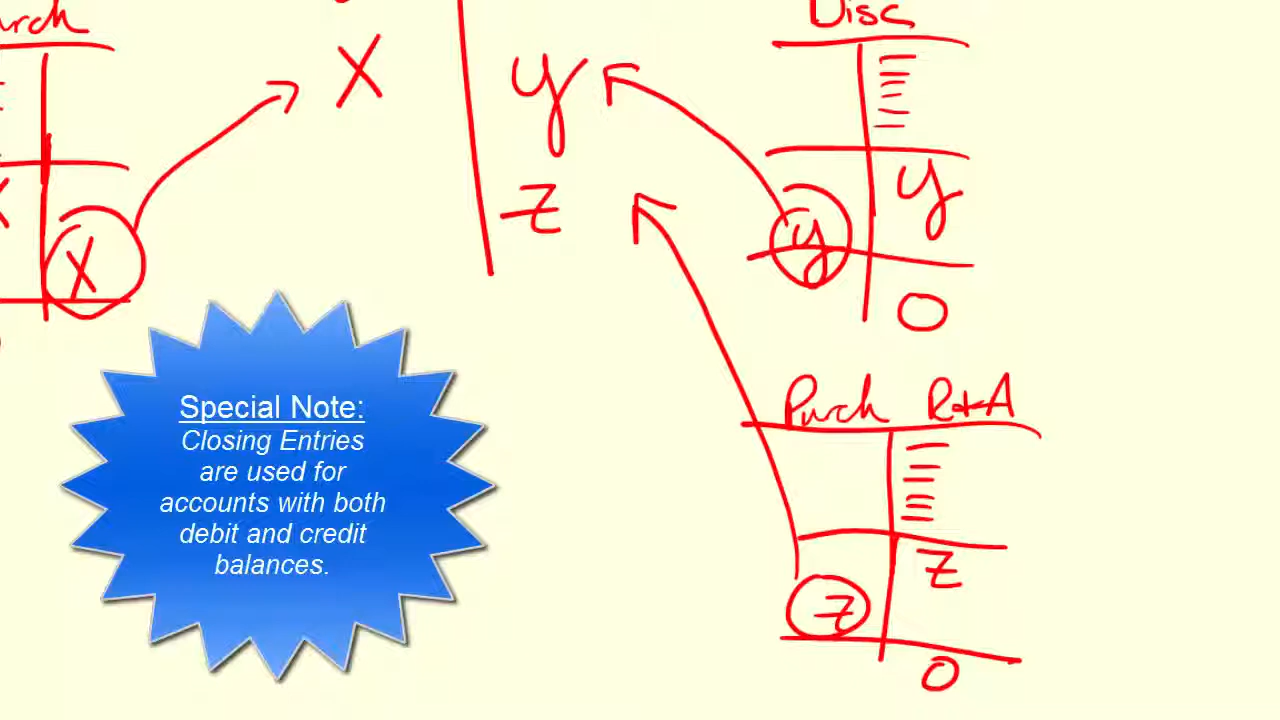 urch
Disc
X
y
y
z
X
y
0
Purch R&A
z
z
0
Special Note:
Closing Entries
are used for
accounts with both
debit and credit
balances.